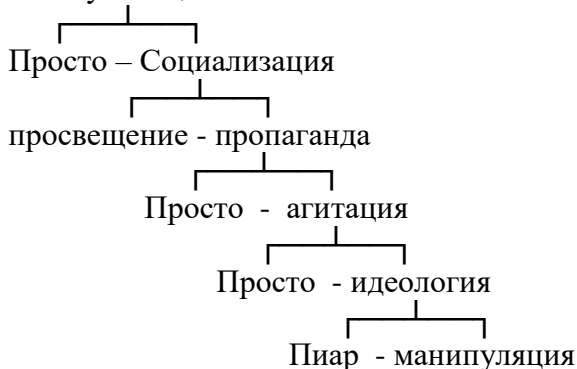 Просто – Социализация
просвещение - пропаганда
Просто - агитация
Просто - идеология
Пиар - манипуляция